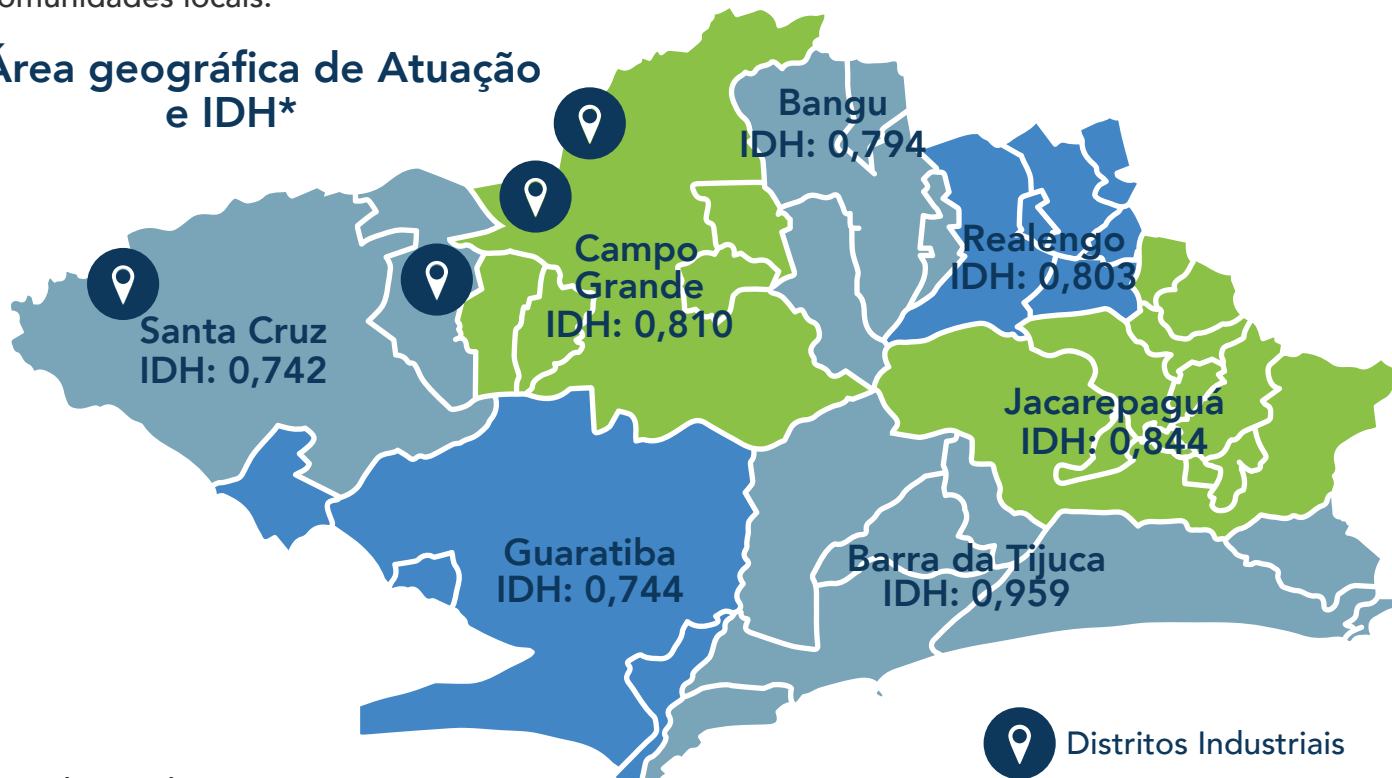 comunidades locais.
Área geográfica de Atuação
e IDH*
Bangu
IDH: 0,794
Realengo
IDH: 0,803
Campo
Grande
IDH: 0,810
Santa Cruz
IDH: 0,742
Jacarepaguá
IDH: 0,844
Guaratiba
IDH: 0,744
Barra da Tijuca
IDH: 0,959
Distritos Industriais